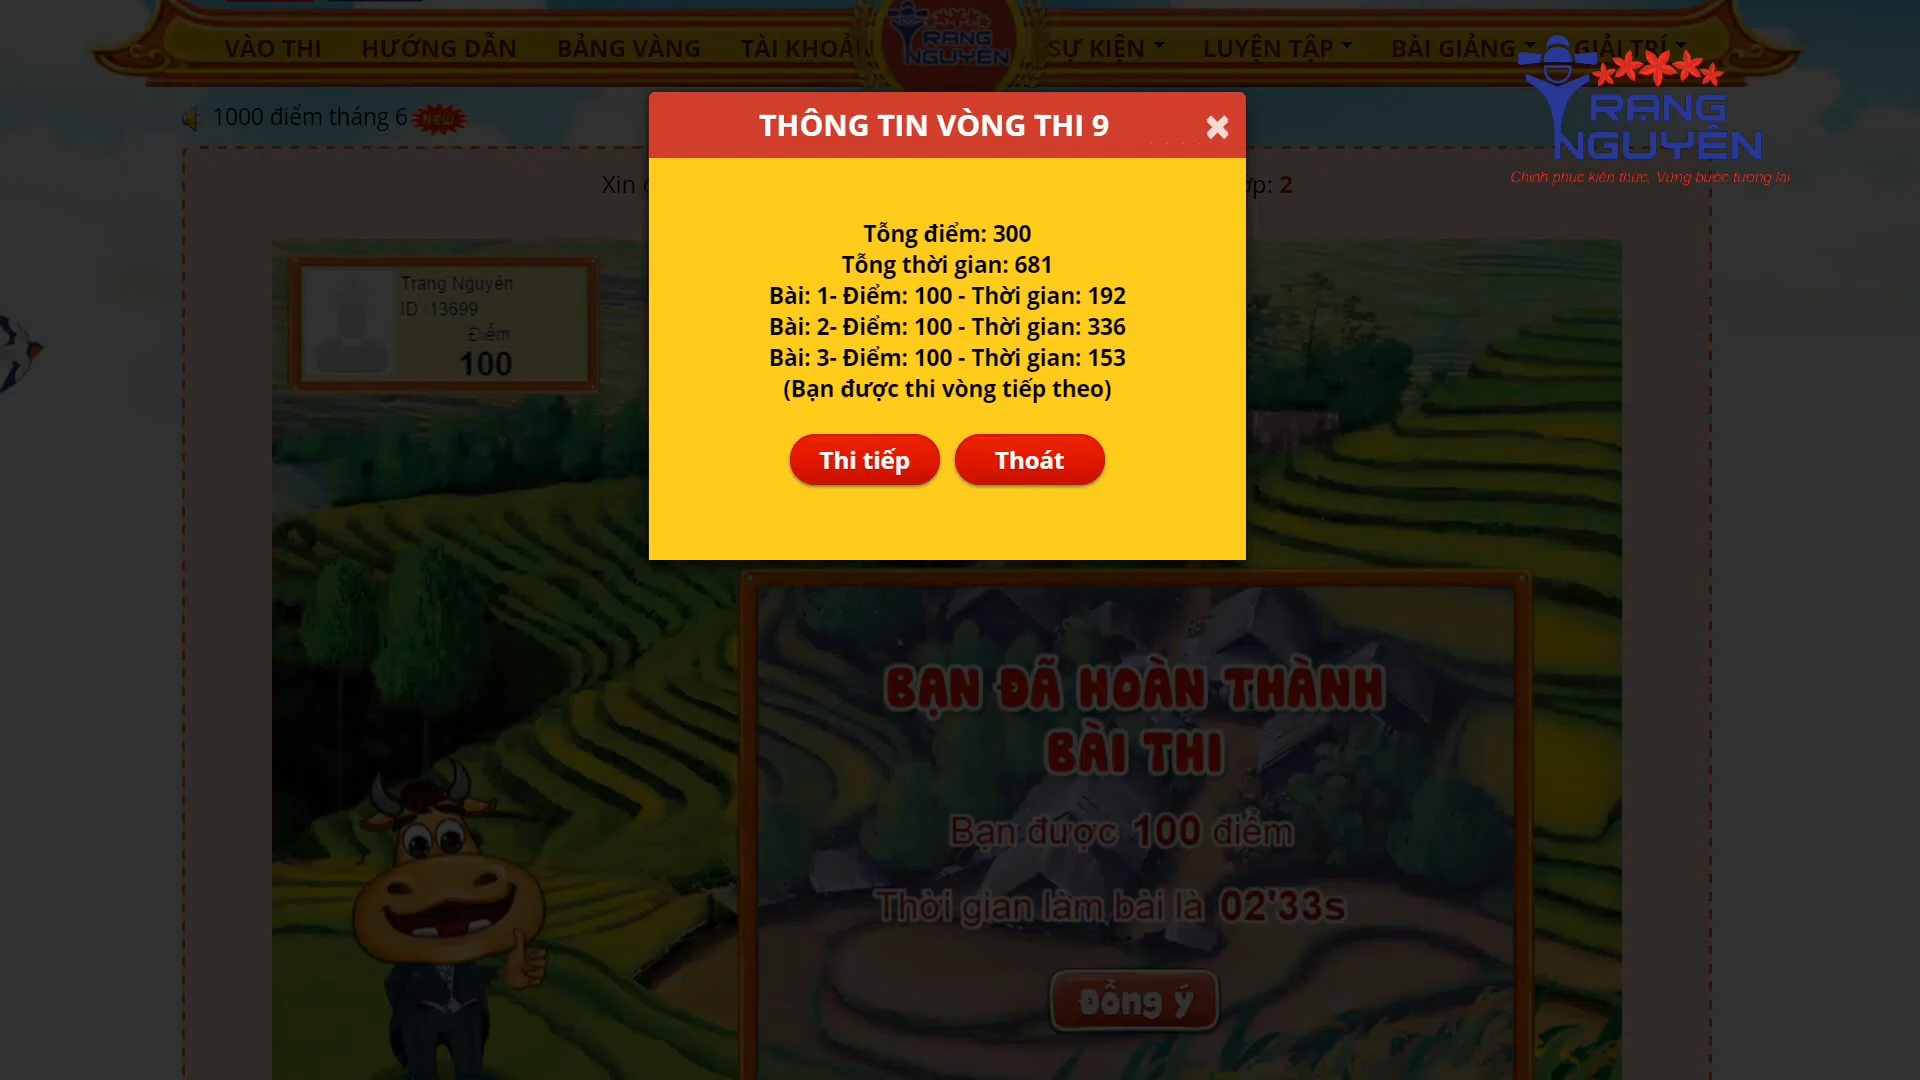 VÀO THI HƯỚNG DẪN BẢNG VÀNG TÀI KHOẢN SỰ KIỆN LUYỆN TẬP BÀI GIẢNG GIẢI TRÍ
TRẠNG
NGUYÊN
TRẠNG
NGUYÊN
Chinh phục kiến thức. Vững bước tương lai
1000 điểm tháng 6 NEW
THÔNG TIN VÒNG THI 9
Xin
: 2
Tổng điểm: 300
Tổng thời gian: 681
Bài: 1- Điểm: 100 - Thời gian: 192
Bài: 2- Điểm: 100 - Thời gian: 336
Bài: 3- Điểm: 100 - Thời gian: 153
(Bạn được thi vòng tiếp theo)
Thi tiếp Thoát
Trang Nguyên
ID: 13699
Điểm
100
BẠN ĐÃ HOÀN THÀNH
BÀI THI
Bạn được 100 điểm
Thời gian làm bài là 02'33s
Đồng ý